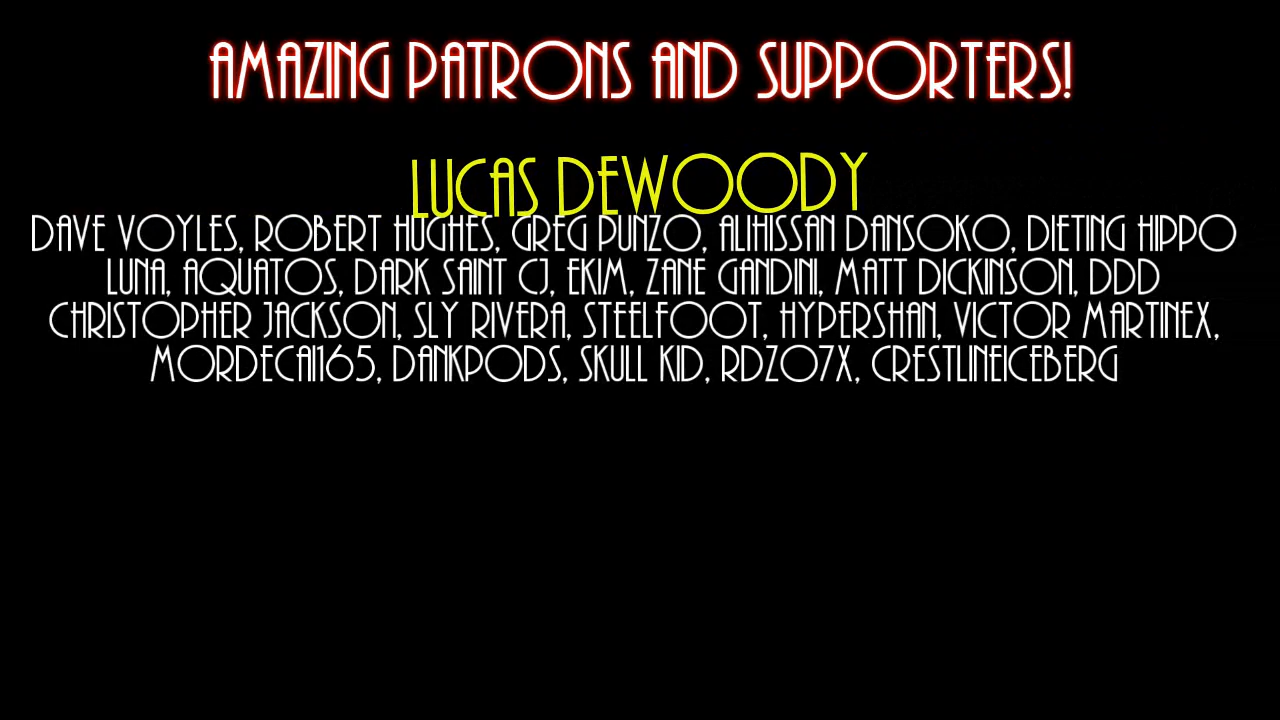 AMAZING PATRONS AND SUPPORTERS!
LUCAS DEWOODY
DAVE VOYLES, ROBERT HUGHES, GREG PUNZO, ALIHISSAN DANSOKO, DIETING HIPPO
LUNA, AQUATOS, DARK SAINT CJ, EKIM, ZANE GANDINI, MATT DICKINSON, DDD
CHRISTOPHER JACKSON, SLY RIVERA, STEELFOOT, HYPERSHAN, VICTOR MARTINEX,
MORDECAI165, DANKPODS, SKULL KID, RDZO7X, CRESTLINEICEBERG